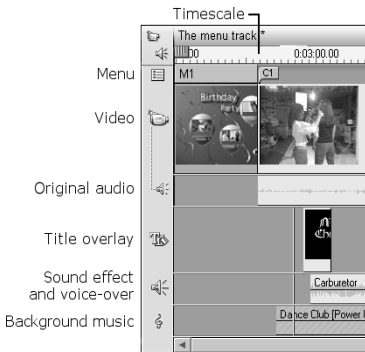 Timescale
The menu track *
00 0:03:00.00
Menu M1 C1
Birthday
Party
Video
Original audio
Title overlay
Sound effect
and voice-over
Carburetor
Background music
Dance Club [Power